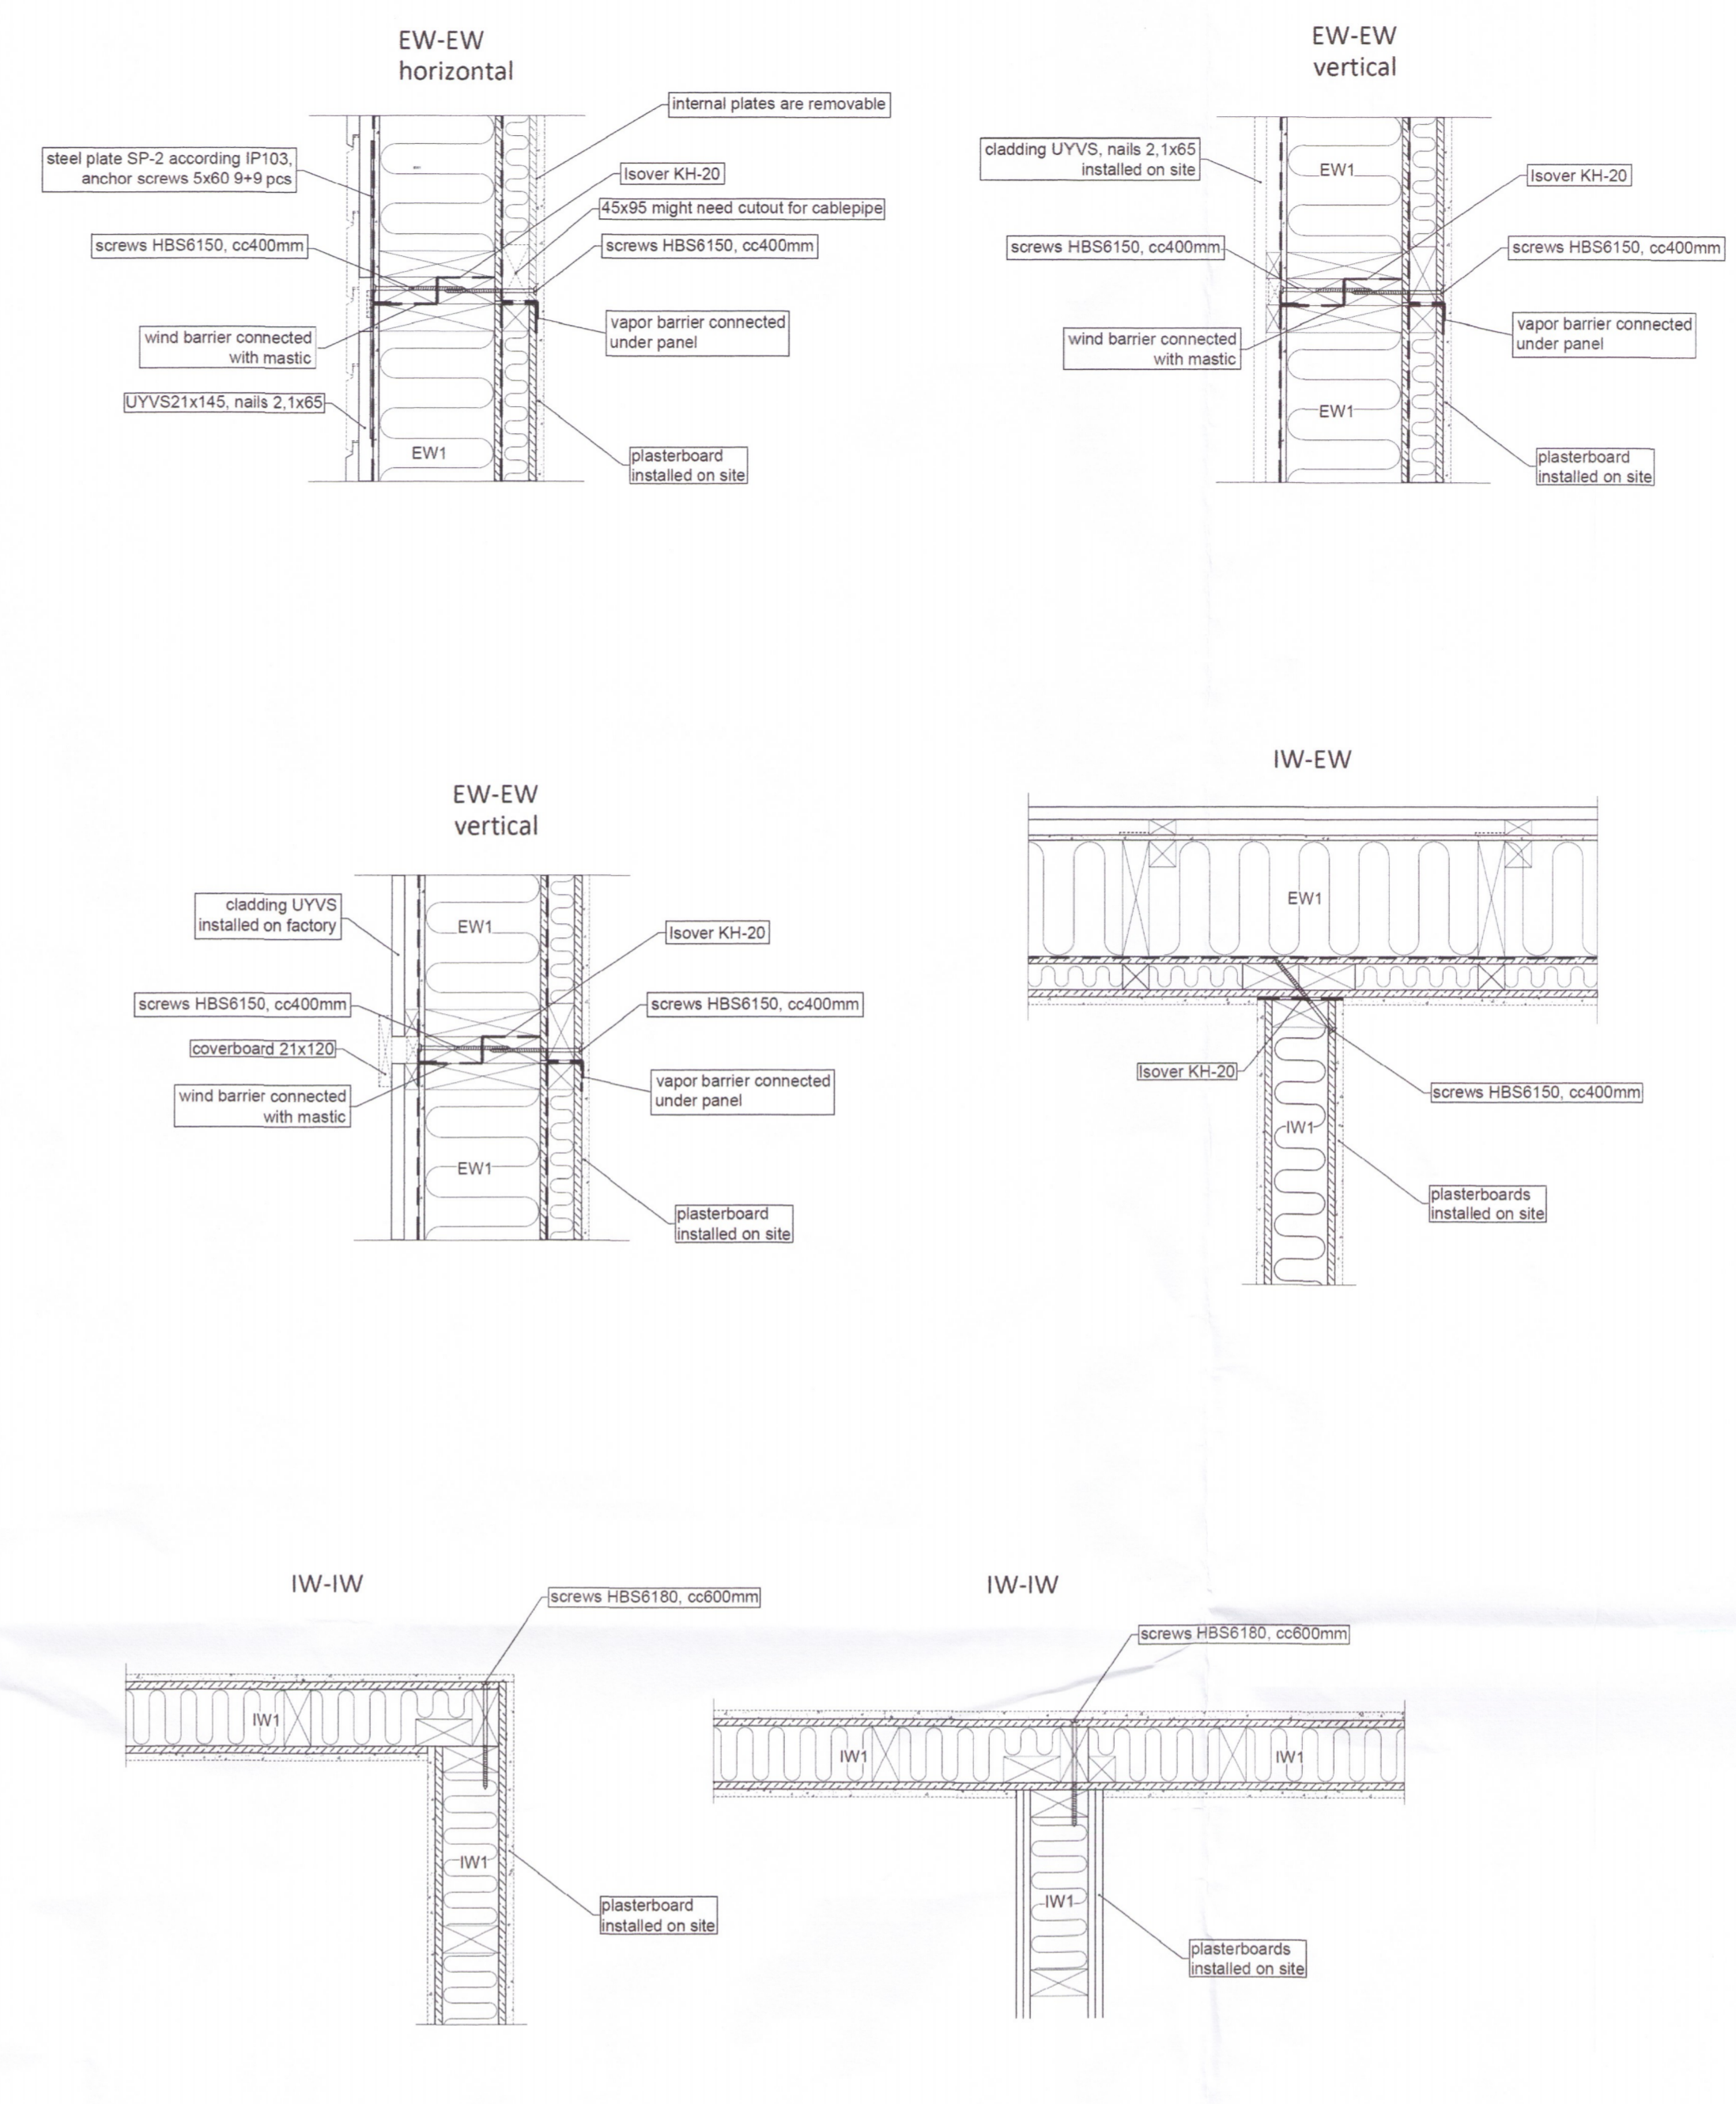 EW-EW
horizontal
internal plates are removable
steel plate SP-2 according IP103,
anchor screws 5x60 9+9 pcs
Isover KH-20
45x95 might need cutout for cablepipe
screws HBS6150, cc400mm
screws HBS6150, cc400mm
wind barrier connected
with mastic
vapor barrier connected
under panel
UYVS21x145, nails 2,1x65
EW1
plasterboard
installed on site
EW-EW
vertical
cladding UYVS, nails 2,1x65
installed on site
EW1
Isover KH-20
screws HBS6150, cc400mm
screws HBS6150, cc400mm
wind barrier connected
with mastic
vapor barrier connected
under panel
EW1
plasterboard
installed on site
EW-EW
vertical
cladding UYVS
installed on factory
EW1
Isover KH-20
screws HBS6150, cc400mm
screws HBS6150, cc400mm
coverboard 21x120
wind barrier connected
with mastic
vapor barrier connected
under panel
EW1
plasterboard
installed on site
IW-EW
EW1
Isover KH-20
screws HBS6150, cc400mm
IW1
plasterboards
installed on site
IW-IW
screws HBS6180, cc600mm
IW1
IW1
plasterboard
installed on site
IW-IW
screws HBS6180, cc600mm
IW1
IW1
IW1
plasterboards
installed on site